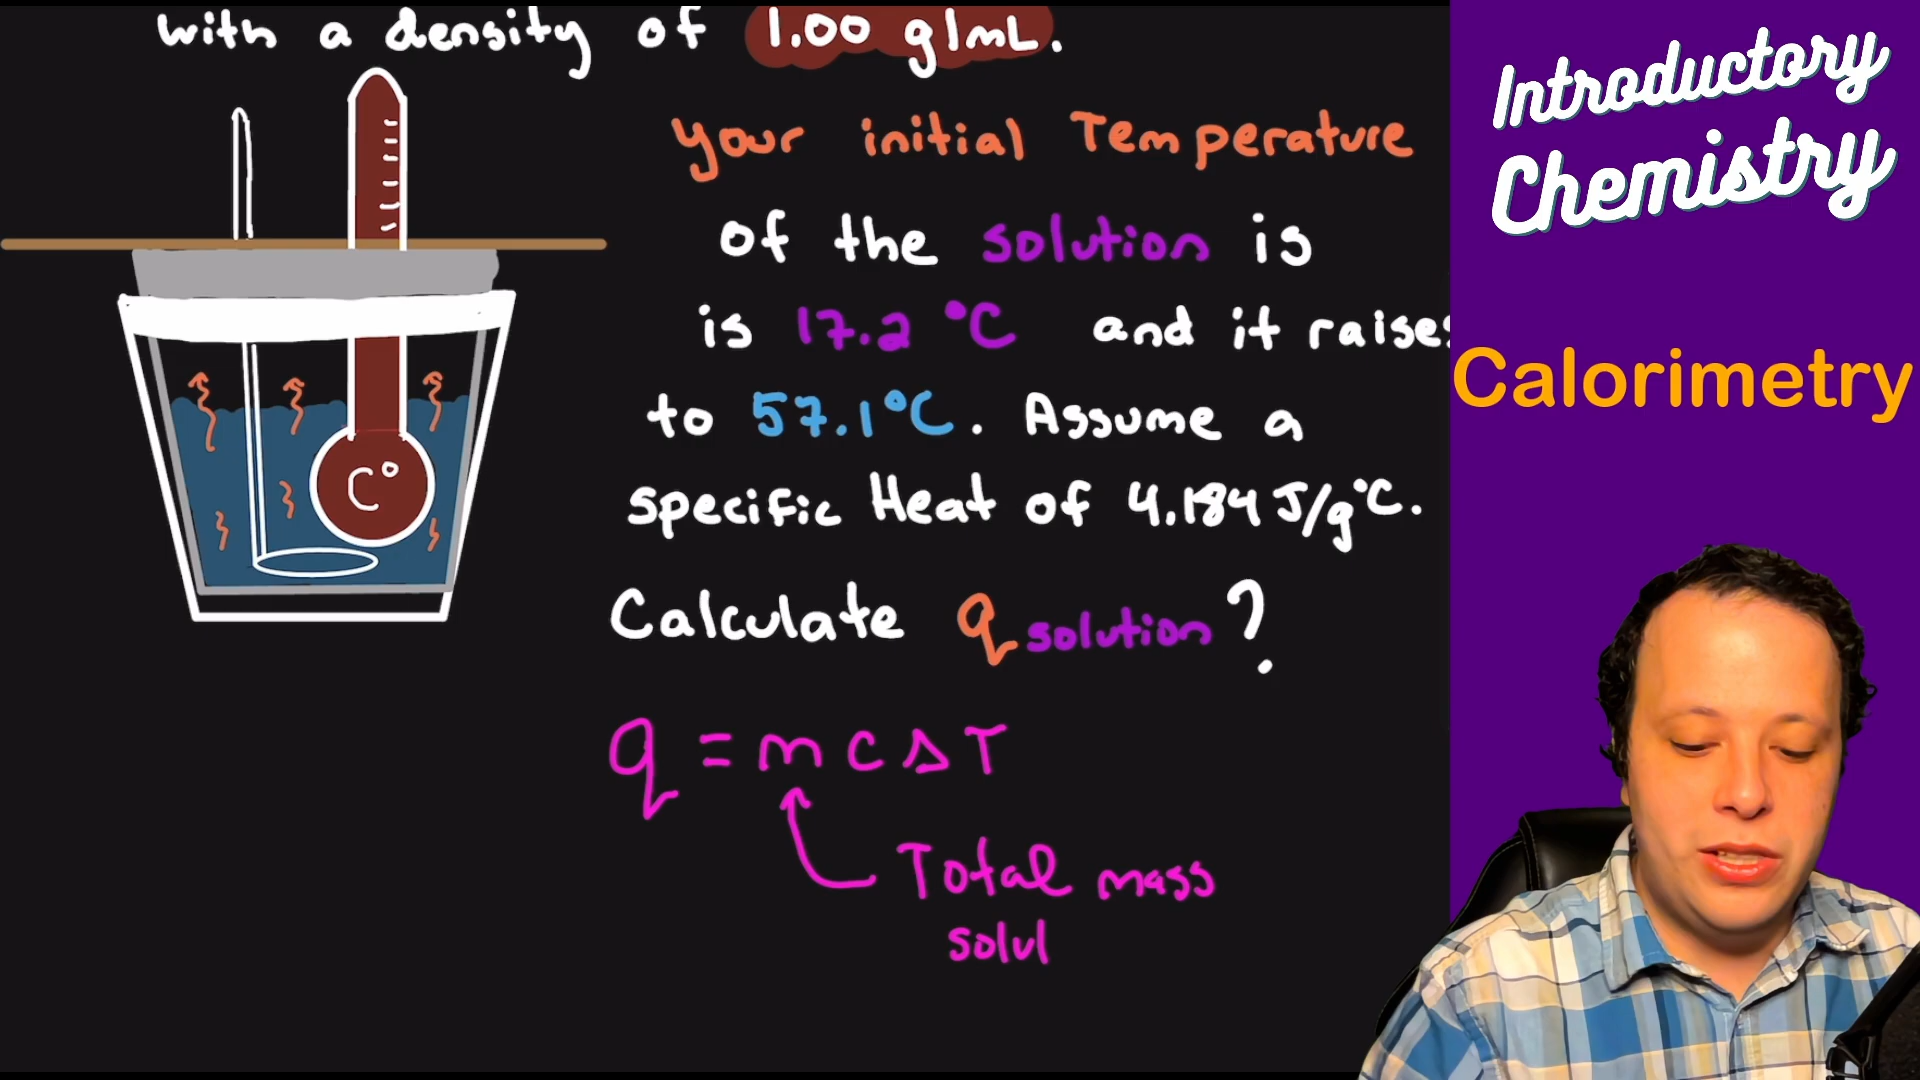 with a density of 1.00 g/mL.
your initial Temperature
of the solution is
is 17.2 °C and it raises
to 57.1°C. Assume a
specific Heat of 4.184 J/g°C.
Calculate q solution?
q = m c Δ T
Total mass
solul
C°
Introductory
Chemistry
Calorimetry